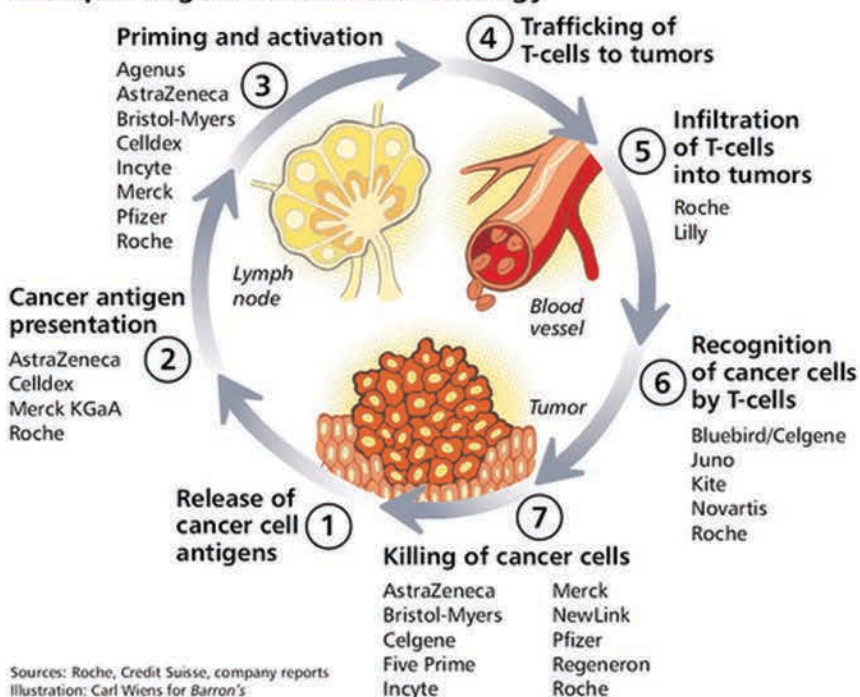 Priming and activation
3
Agenus
AstraZeneca
Bristol-Myers
Celldex
Incyte
Merck
Pfizer
Roche
4
Trafficking of
T-cells to tumors
5
Infiltration
of T-cells
into tumors
Roche
Lilly
Lymph
node
Blood
vessel
Cancer antigen
presentation
2
AstraZeneca
Celldex
Merck KGaA
Roche
Tumor
6
Recognition
of cancer cells
by T-cells
Bluebird/Celgene
Juno
Kite
Novartis
Roche
Release of
cancer cell
antigens
1
7
Killing of cancer cells
AstraZeneca
Bristol-Myers
Celgene
Five Prime
Incyte
Merck
NewLink
Pfizer
Regeneron
Roche
Sources: Roche, Credit Suisse, company reports
Illustration: Carl Wiens for Barron's